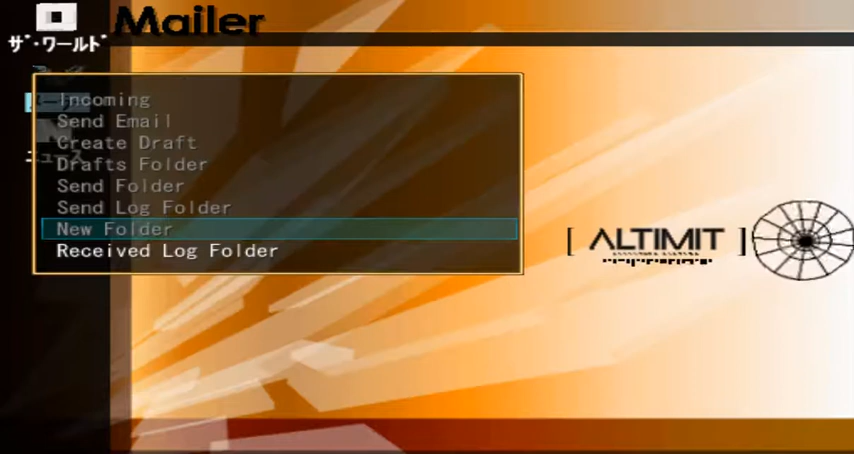 Mailer
ザ・ワールド
Incoming
Send Email
Create Draft
Drafts Folder
Send Folder
Send Log Folder
New Folder
Received Log Folder
[ ALTIMIT ]